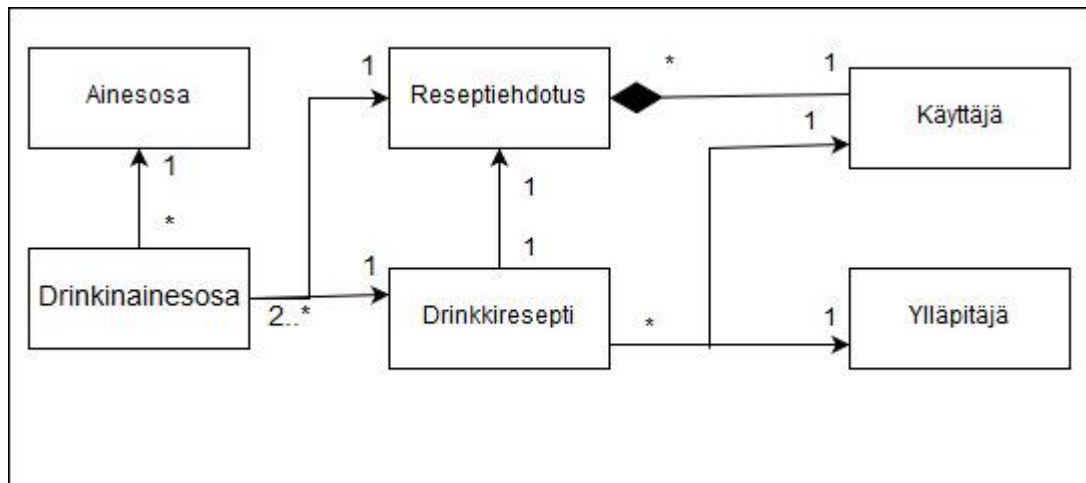 Ainesosa
1
*
Drinkinainesosa
2..*
1
1
Reseptiehdotus
*
1
Käyttäjä
1
1
1
Drinkkiresepti
*
1
Ylläpitäjä